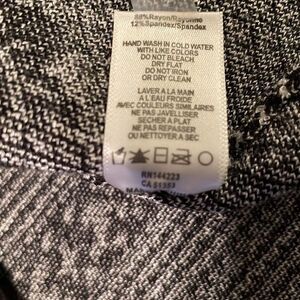 88%Rayon/Rayonne
12%Spandex/Spandex
HAND WASH IN COLD WATER
WITH LIKE COLORS
DO NOT BLEACH
DRY FLAT
DO NOT IRON
OR DRY CLEAN
LAVER A LA MAIN
A L'EAU FROIDE
AVEC COULEURS SIMILAIRES
NE PAS JAVELLISER
SECHER A PLAT
NE PAS REPASSER
OU NETTOYER A SEC
RN144223
CA 51353